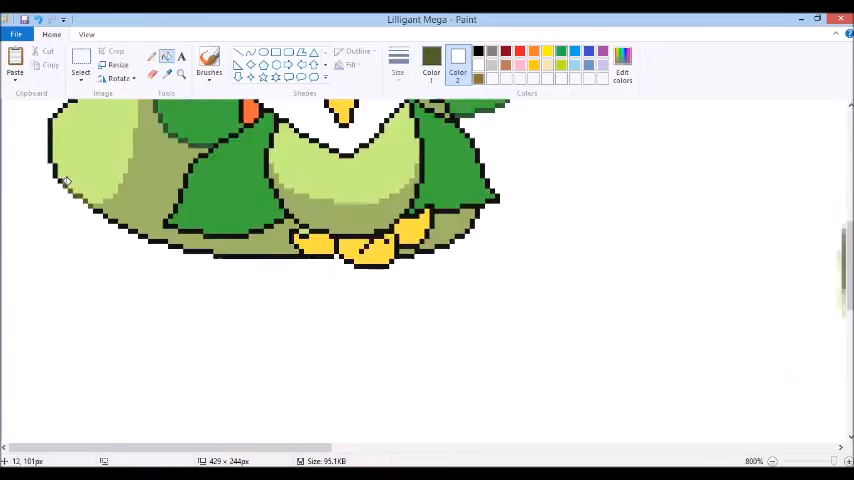 Lilligant Mega - Paint
File Home View
Paste
Cut
Copy
Clipboard
Select
Crop
Resize
Rotate
Image
A
Tools
Brushes
Shapes
Outline
Fill
Size
Color 1
Color 2
Colors
Edit colors
12, 101px
429 × 244px
Size: 95.1KB
800%